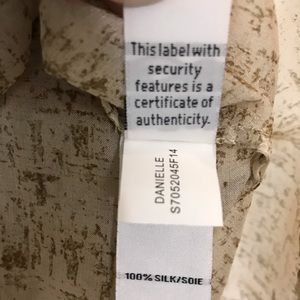 This label with
security
features is a
certificate of
authenticity.
DANIELLE
S7052045F14
100% SILK/SOIE